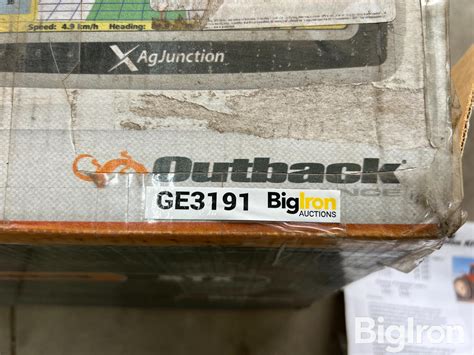 Speed: 4.9 km/h Heading:
AgJunction
Outback
GE3191 BigIron
AUCTIONS
BigIron